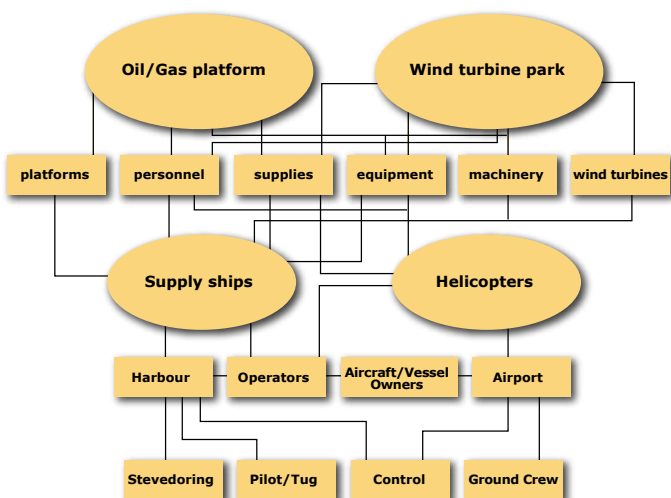 Oil/Gas platform
Wind turbine park
platforms
personnel
supplies
equipment
machinery
wind turbines
Supply ships
Helicopters
Harbour
Operators
Aircraft/Vessel
Owners
Airport
Stevedoring
Pilot/Tug
Control
Ground Crew